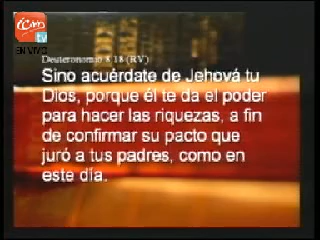 TV
EN VIVO
Deuteronomio 8:18 (RV)
Sino acuérdate de Jehová tu
Dios, porque él te da el poder
para hacer las riquezas, a fin
de confirmar su pacto que
juró a tus padres, como en
este día.